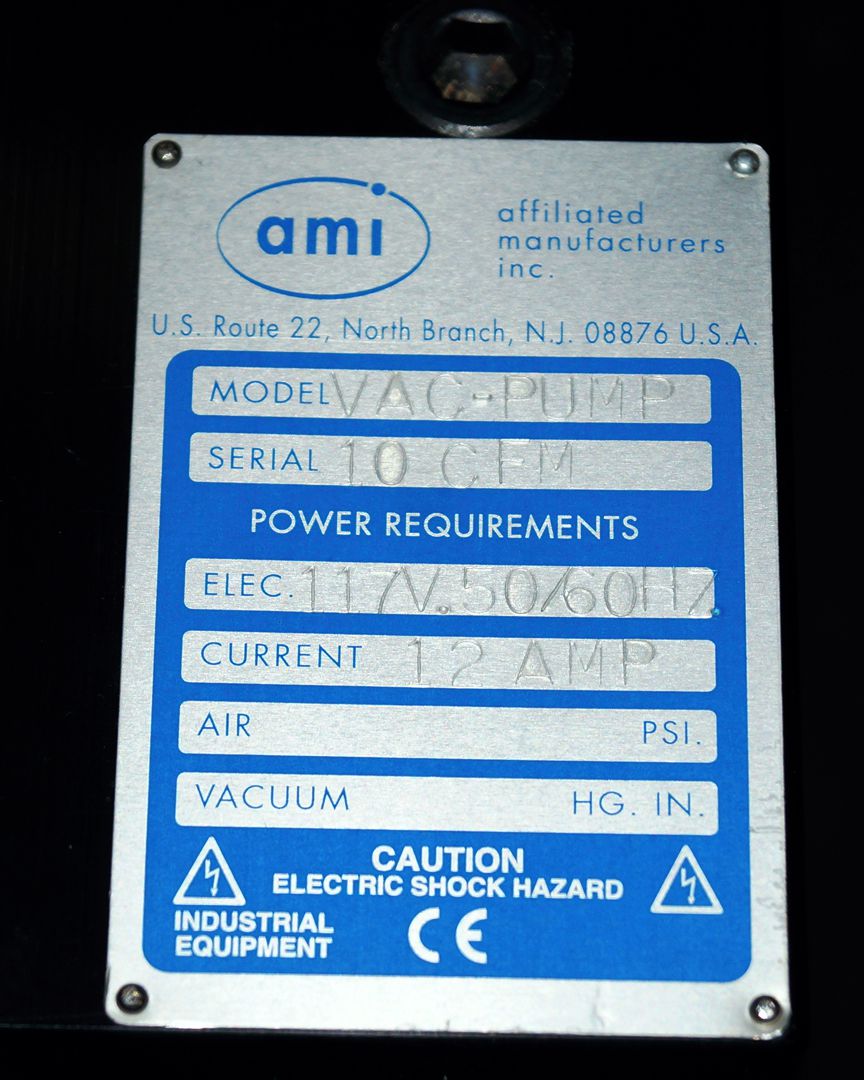 ami
affiliated
manufacturers
inc.
U.S. Route 22, North Branch, N.J. 08876 U.S.A.
MODEL VAC-PUMP
SERIAL 10 CFM
POWER REQUIREMENTS
ELEC. 117V.50/60HZ.
CURRENT 12 AMP
AIR PSI.
VACUUM HG. IN.
CAUTION
ELECTRIC SHOCK HAZARD
INDUSTRIAL
EQUIPMENT
CE